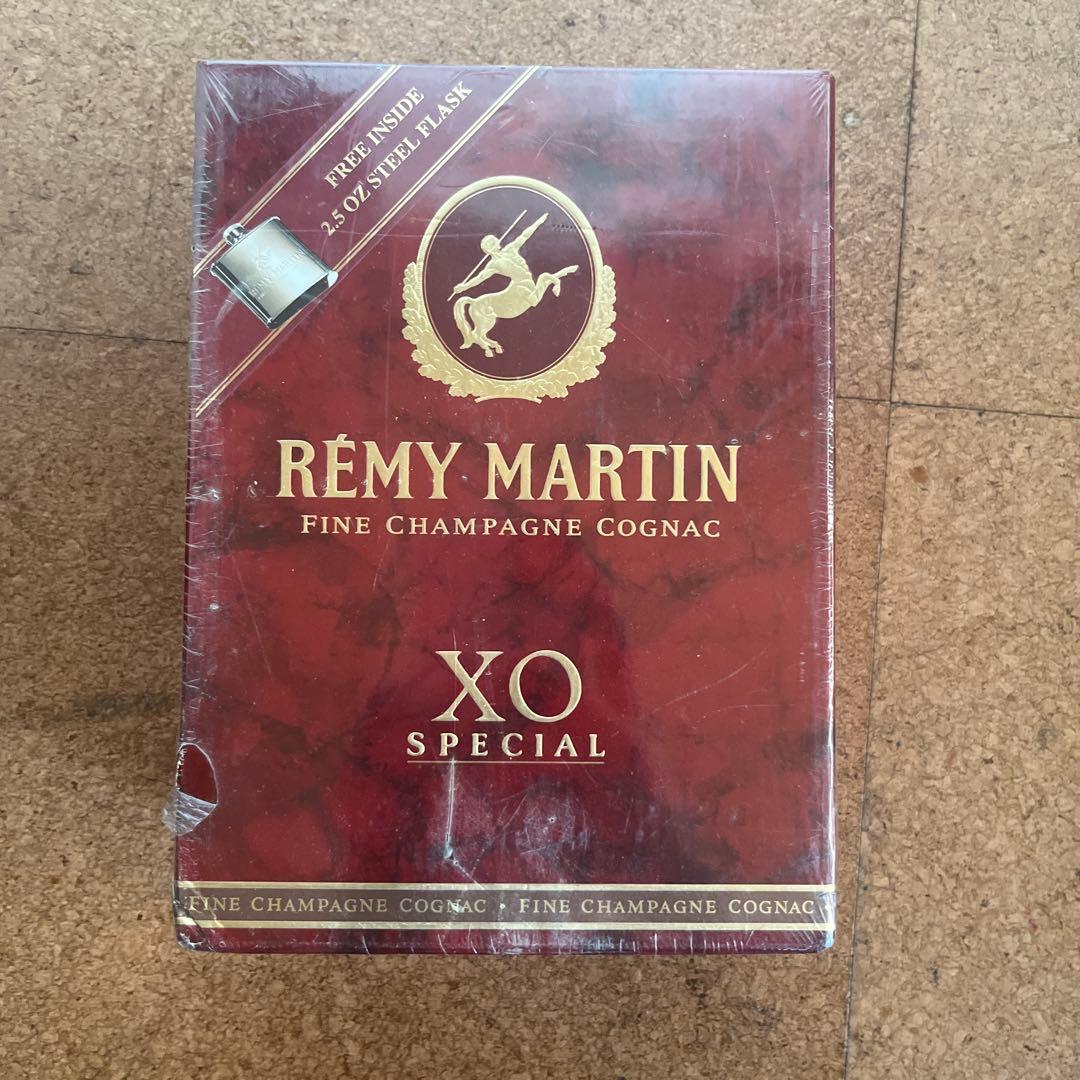 FREE INSIDE
2.5 OZ STEEL FLASK
RÉMY MARTIN
FINE CHAMPAGNE COGNAC
XO
SPECIAL
FINE CHAMPAGNE COGNAC · FINE CHAMPAGNE COGNAC ·